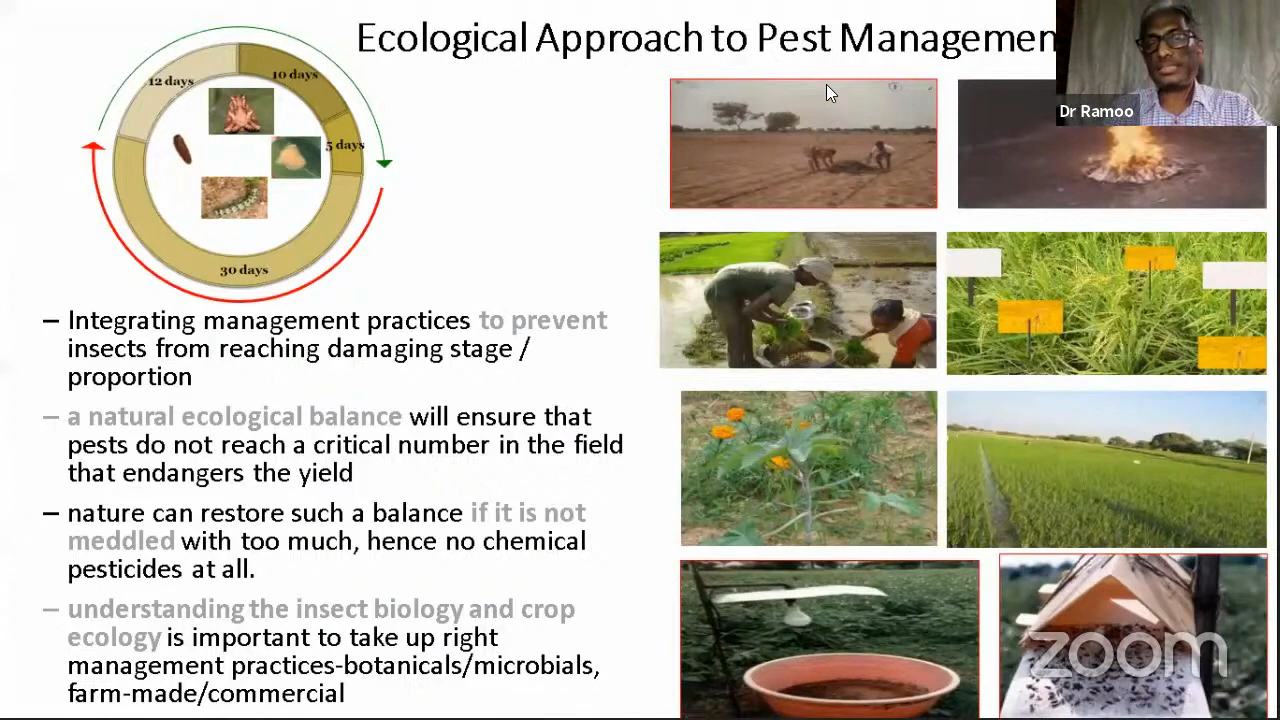 Ecological Approach to Pest Managemen
Dr Ramoo
12 days
10 days
5 days
30 days
– Integrating management practices to prevent
insects from reaching damaging stage /
proportion
– a natural ecological balance will ensure that
pests do not reach a critical number in the field
that endangers the yield
– nature can restore such a balance if it is not
meddled with too much, hence no chemical
pesticides at all.
– understanding the insect biology and crop
ecology is important to take up right
management practices-botanicals/microbials,
farm-made/commercial
zoom